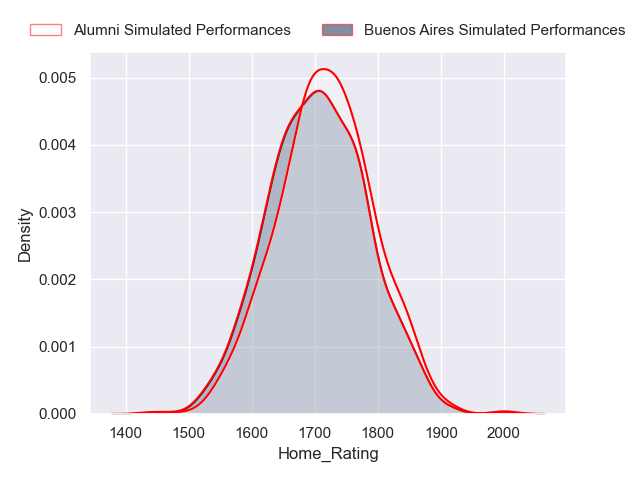 Alumni Simulated Performances Buenos Aires Simulated Performances
0.005
0.004
0.003
0.002
0.001
0.000
Density
1400 1500 1600 1700 1800 1900 2000
Home_Rating